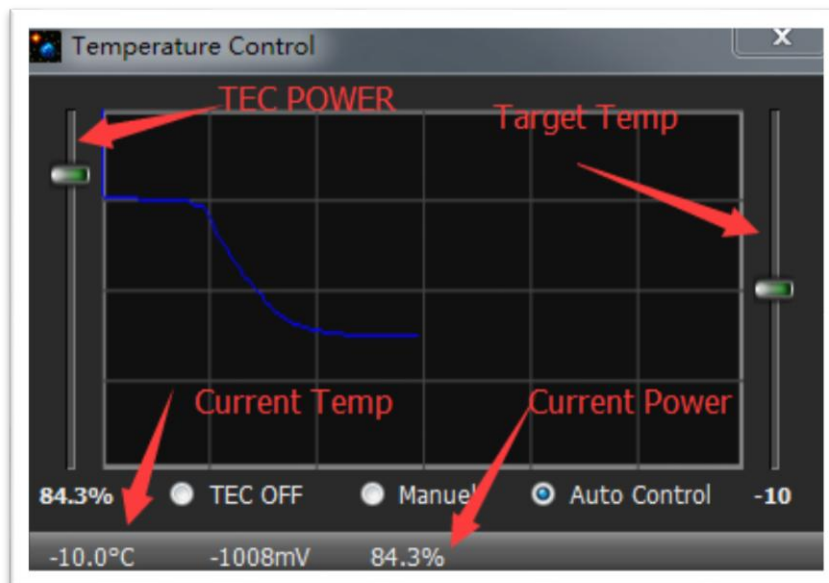 Temperature Control
X
TEC POWER
Target Temp
Current Temp
Current Power
84.3%
TEC OFF
Manuel
Auto Control
-10
-10.0°C
-1008mV
84.3%